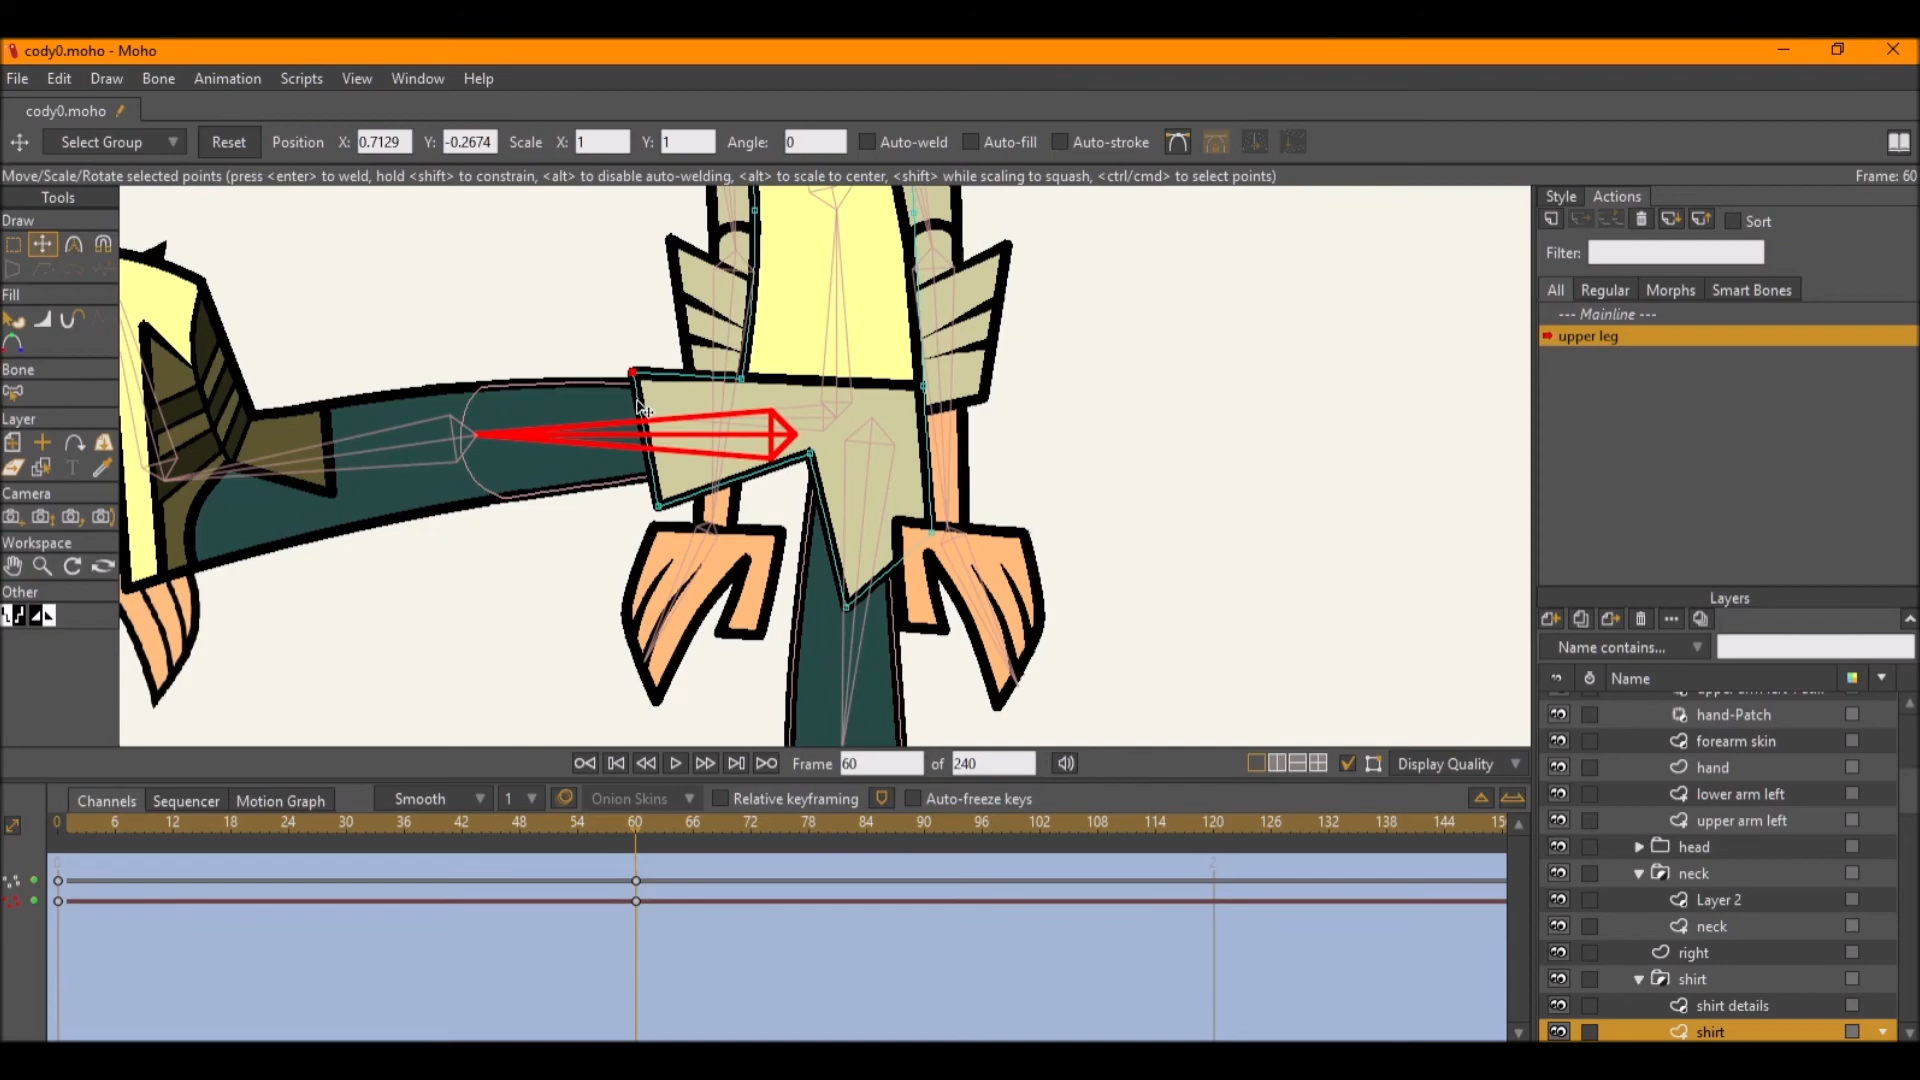 cody0.moho - Moho
File Edit Draw Bone Animation Scripts View Window Help
cody0.moho
Select Group Reset Position X: 0.7129 Y: -0.2674 Scale X: 1 Y: 1 Angle: 0 Auto-weld Auto-fill Auto-stroke
Move/Scale/Rotate selected points (press <enter> to weld, hold <shift> to constrain, <alt> to disable auto-welding, <alt> to scale to center, <shift> while scaling to squash, <ctrl/cmd> to select points) Frame: 60
Tools
Draw
Fill
Bone
Layer
Camera
Workspace
Other
Style Actions
Sort
Filter:
All Regular Morphs Smart Bones
--- Mainline ---
upper leg
Layers
Name contains...
Name
hand-Patch
forearm skin
hand
lower arm left
upper arm left
head
neck
Layer 2
neck
right
shirt
shirt details
shirt
Frame 60 of 240 Display Quality
Channels Sequencer Motion Graph Smooth 1 Onion Skins Relative keyframing Auto-freeze keys
0 6 12 18 24 30 36 42 48 54 60 66 72 78 84 90 96 102 108 114 120 126 132 138 144 15
0 2